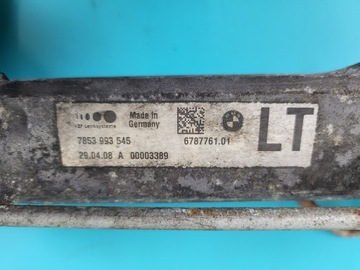 ZF Lenksysteme
Made in
Germany
7853 993 545
6787761.01
29.04.08 A 00003389
LT